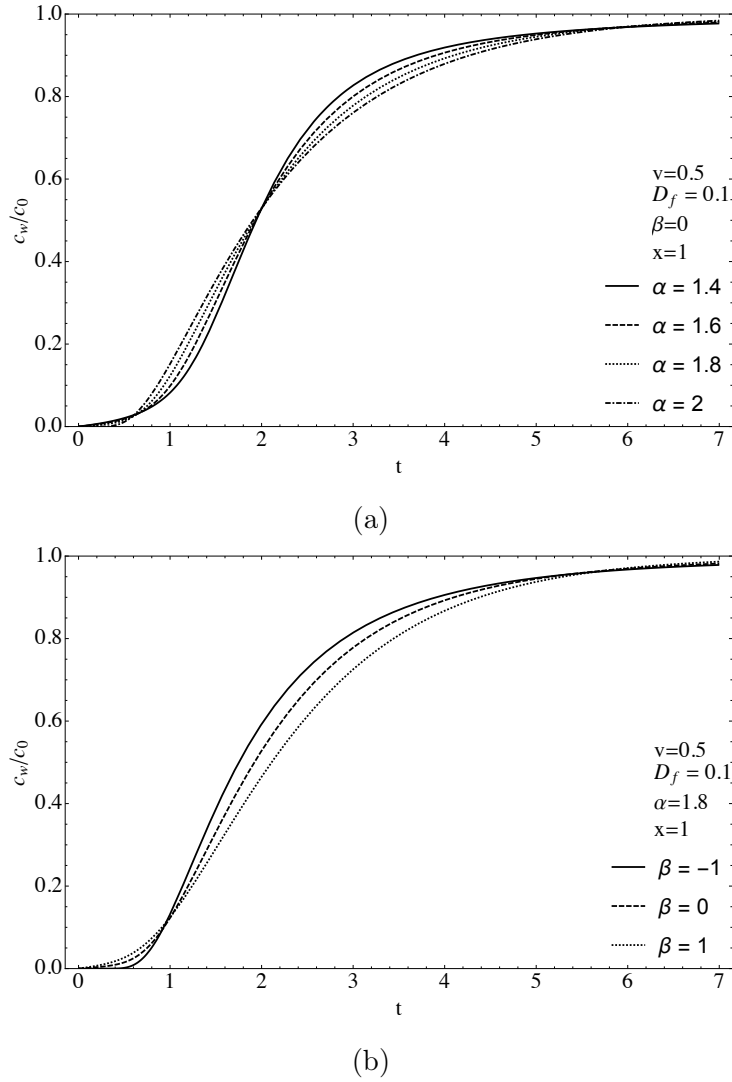 1.0
0.8
0.6
0.4
0.2
0.0
c_w/c_0
0 1 2 3 4 5 6 7
t
v=0.5
D_f = 0.1
β=0
x=1
α = 1.4
α = 1.6
α = 1.8
α = 2
(a)
1.0
0.8
0.6
0.4
0.2
0.0
c_w/c_0
0 1 2 3 4 5 6 7
t
v=0.5
D_f = 0.1
α=1.8
x=1
β = −1
β = 0
β = 1
(b)